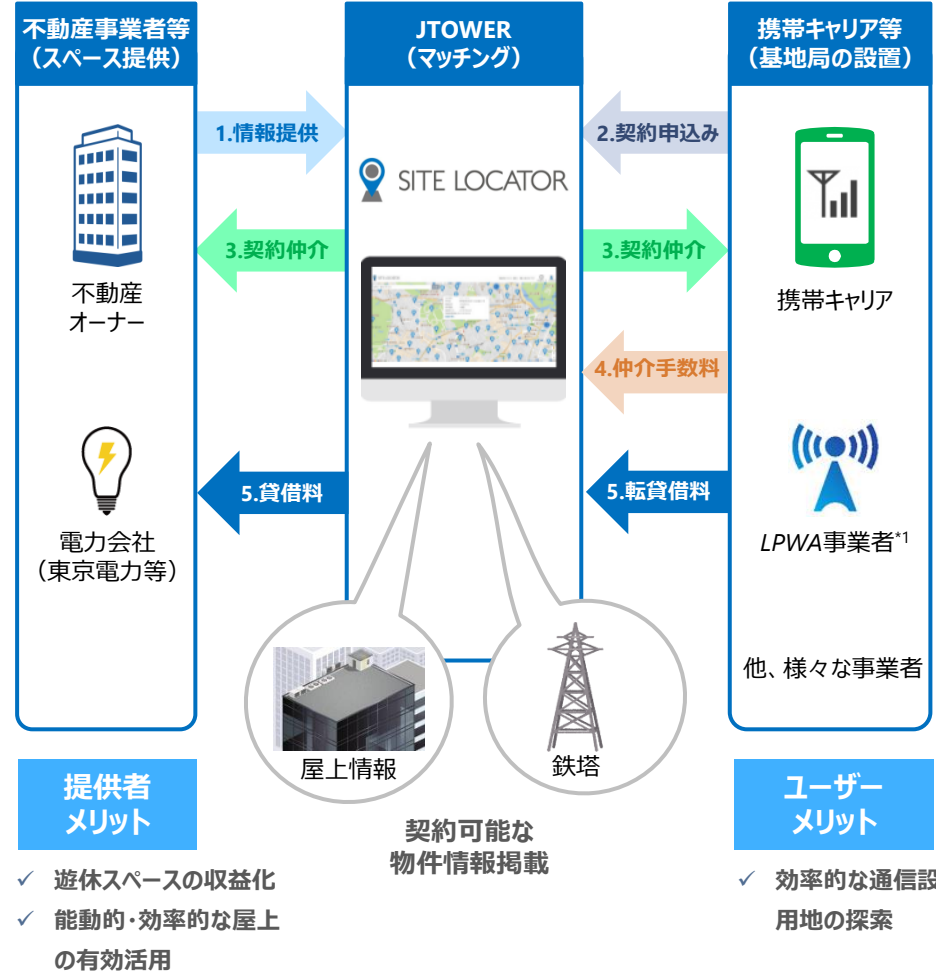 不動産事業者等
（スペース提供）
JTOWER
（マッチング）
携帯キャリア等
（基地局の設置）
1.情報提供
2.契約申込み
SITE LOCATOR
3.契約仲介
3.契約仲介
不動産
オーナー
携帯キャリア
4.仲介手数料
5.貸借料
5.転貸借料
電力会社
（東京電力等）
LPWA事業者*1
他、様々な事業者
屋上情報
鉄塔
提供者
メリット
ユーザー
メリット
契約可能な
物件情報掲載
✓ 遊休スペースの収益化
✓ 能動的・効率的な屋上
の有効活用
✓ 効率的な通信設
用地の探索